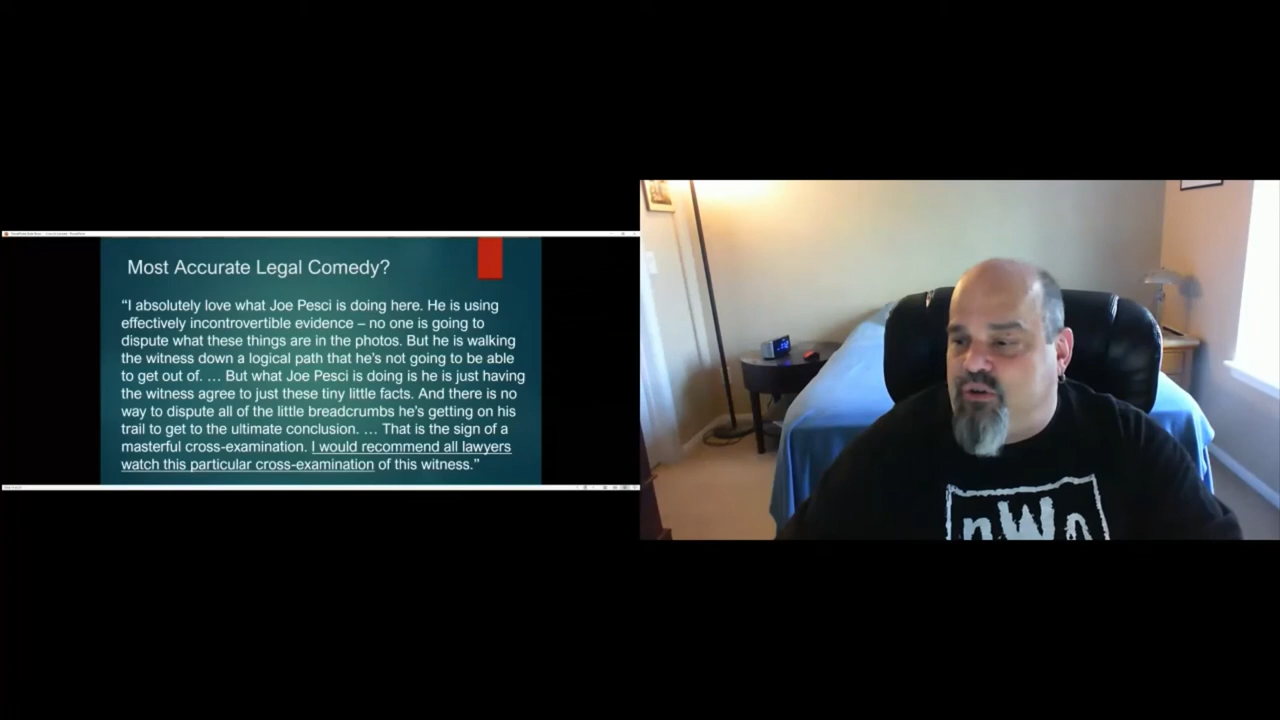 Most Accurate Legal Comedy?
“I absolutely love what Joe Pesci is doing here. He is using
effectively incontrovertible evidence – no one is going to
dispute what these things are in the photos. But he is walking
the witness down a logical path that he's not going to be able
to get out of. … But what Joe Pesci is doing is he is just having
the witness agree to just these tiny little facts. And there is no
way to dispute all of the little breadcrumbs he's getting on his
trail to get to the ultimate conclusion. … That is the sign of a
masterful cross-examination. I would recommend all lawyers
watch this particular cross-examination of this witness.”
nWo